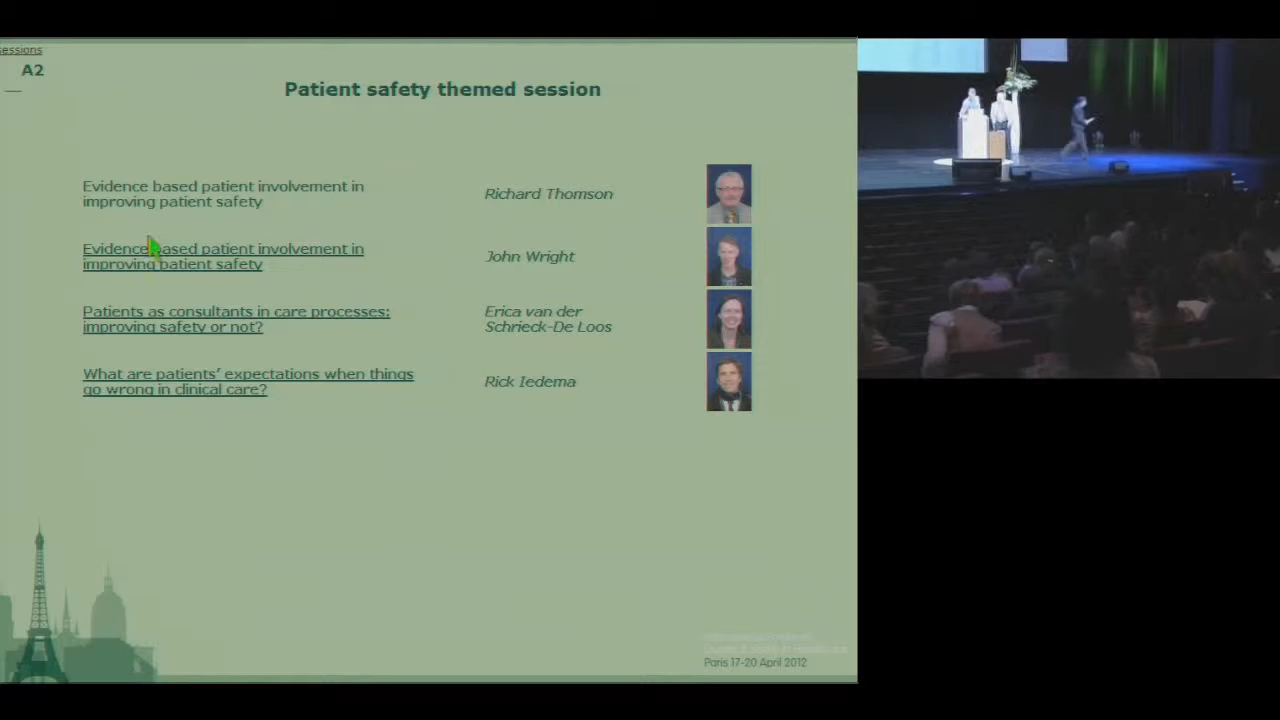 sessions
A2
Patient safety themed session
Evidence based patient involvement in
improving patient safety
Richard Thomson
Evidence based patient involvement in
improving patient safety
John Wright
Patients as consultants in care processes:
improving safety or not?
Erica van der
Schrieck-De Loos
What are patients’ expectations when things
go wrong in clinical care?
Rick Iedema
Paris 17-20 April 2012